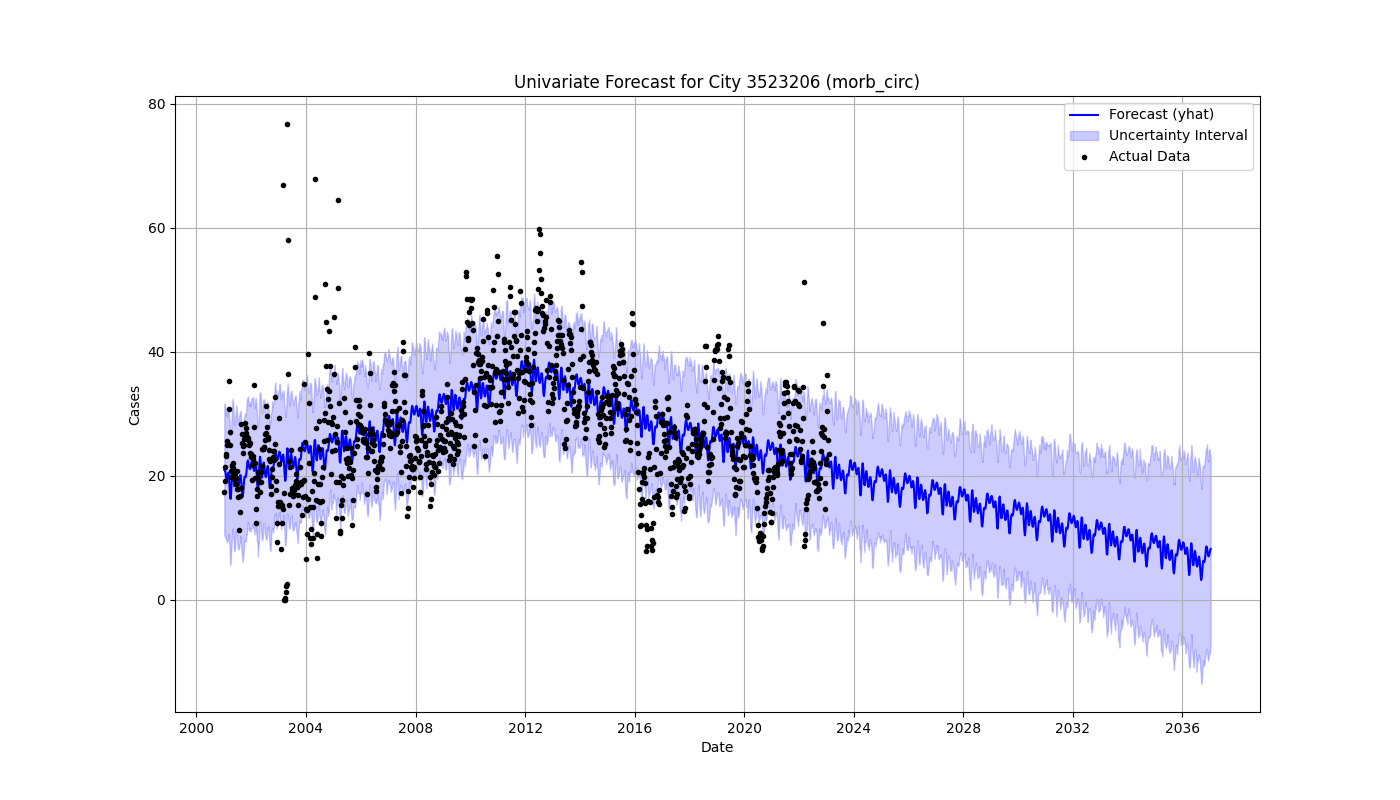 Univariate Forecast for City 3523206 (morb_circ)
Forecast (yhat)
Uncertainty Interval
Actual Data
Cases
80
60
40
20
0
2000 2004 2008 2012 2016 2020 2024 2028 2032 2036
Date